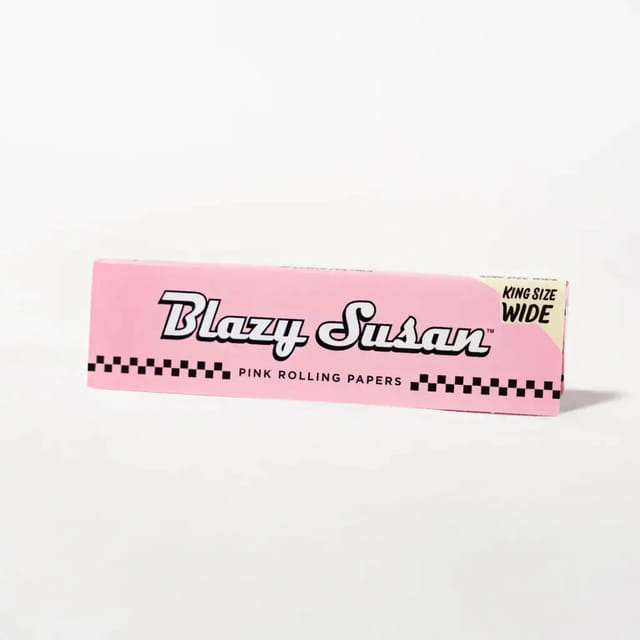 KING SIZE
WIDE
Blazy Susan™
PINK ROLLING PAPERS